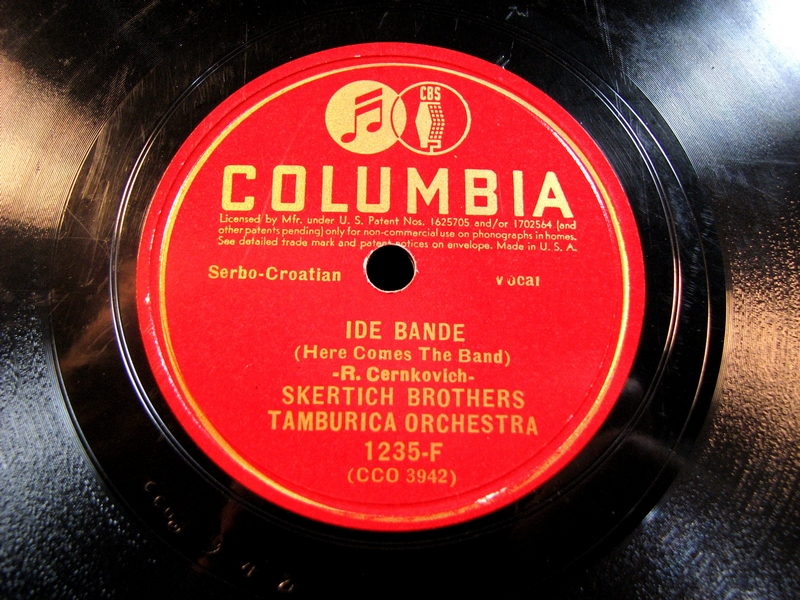 CBS
COLUMBIA
Licensed by Mfr. under U. S. Patent Nos. 1625705 and/or 1702564 (and
other patents pending) only for non-commercial use on phonographs in homes.
See detailed trade mark and patent notices on envelope. Made in U. S. A.
Serbo-Croatian Vocal
IDE BANDE
(Here Comes The Band)
-R. Cernkovich-
SKERTICH BROTHERS
TAMBURICA ORCHESTRA
1235-F
(CCO 3942)